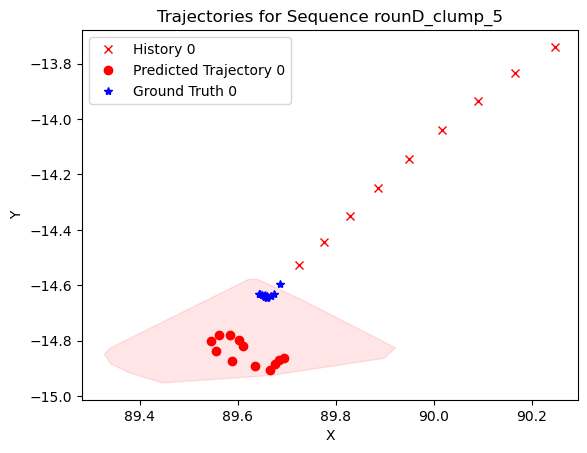 Trajectories for Sequence rounD_clump_5
History 0
Predicted Trajectory 0
Ground Truth 0
−13.8
−14.0
−14.2
−14.4
−14.6
−14.8
−15.0
Y
89.4 89.6 89.8 90.0 90.2
X